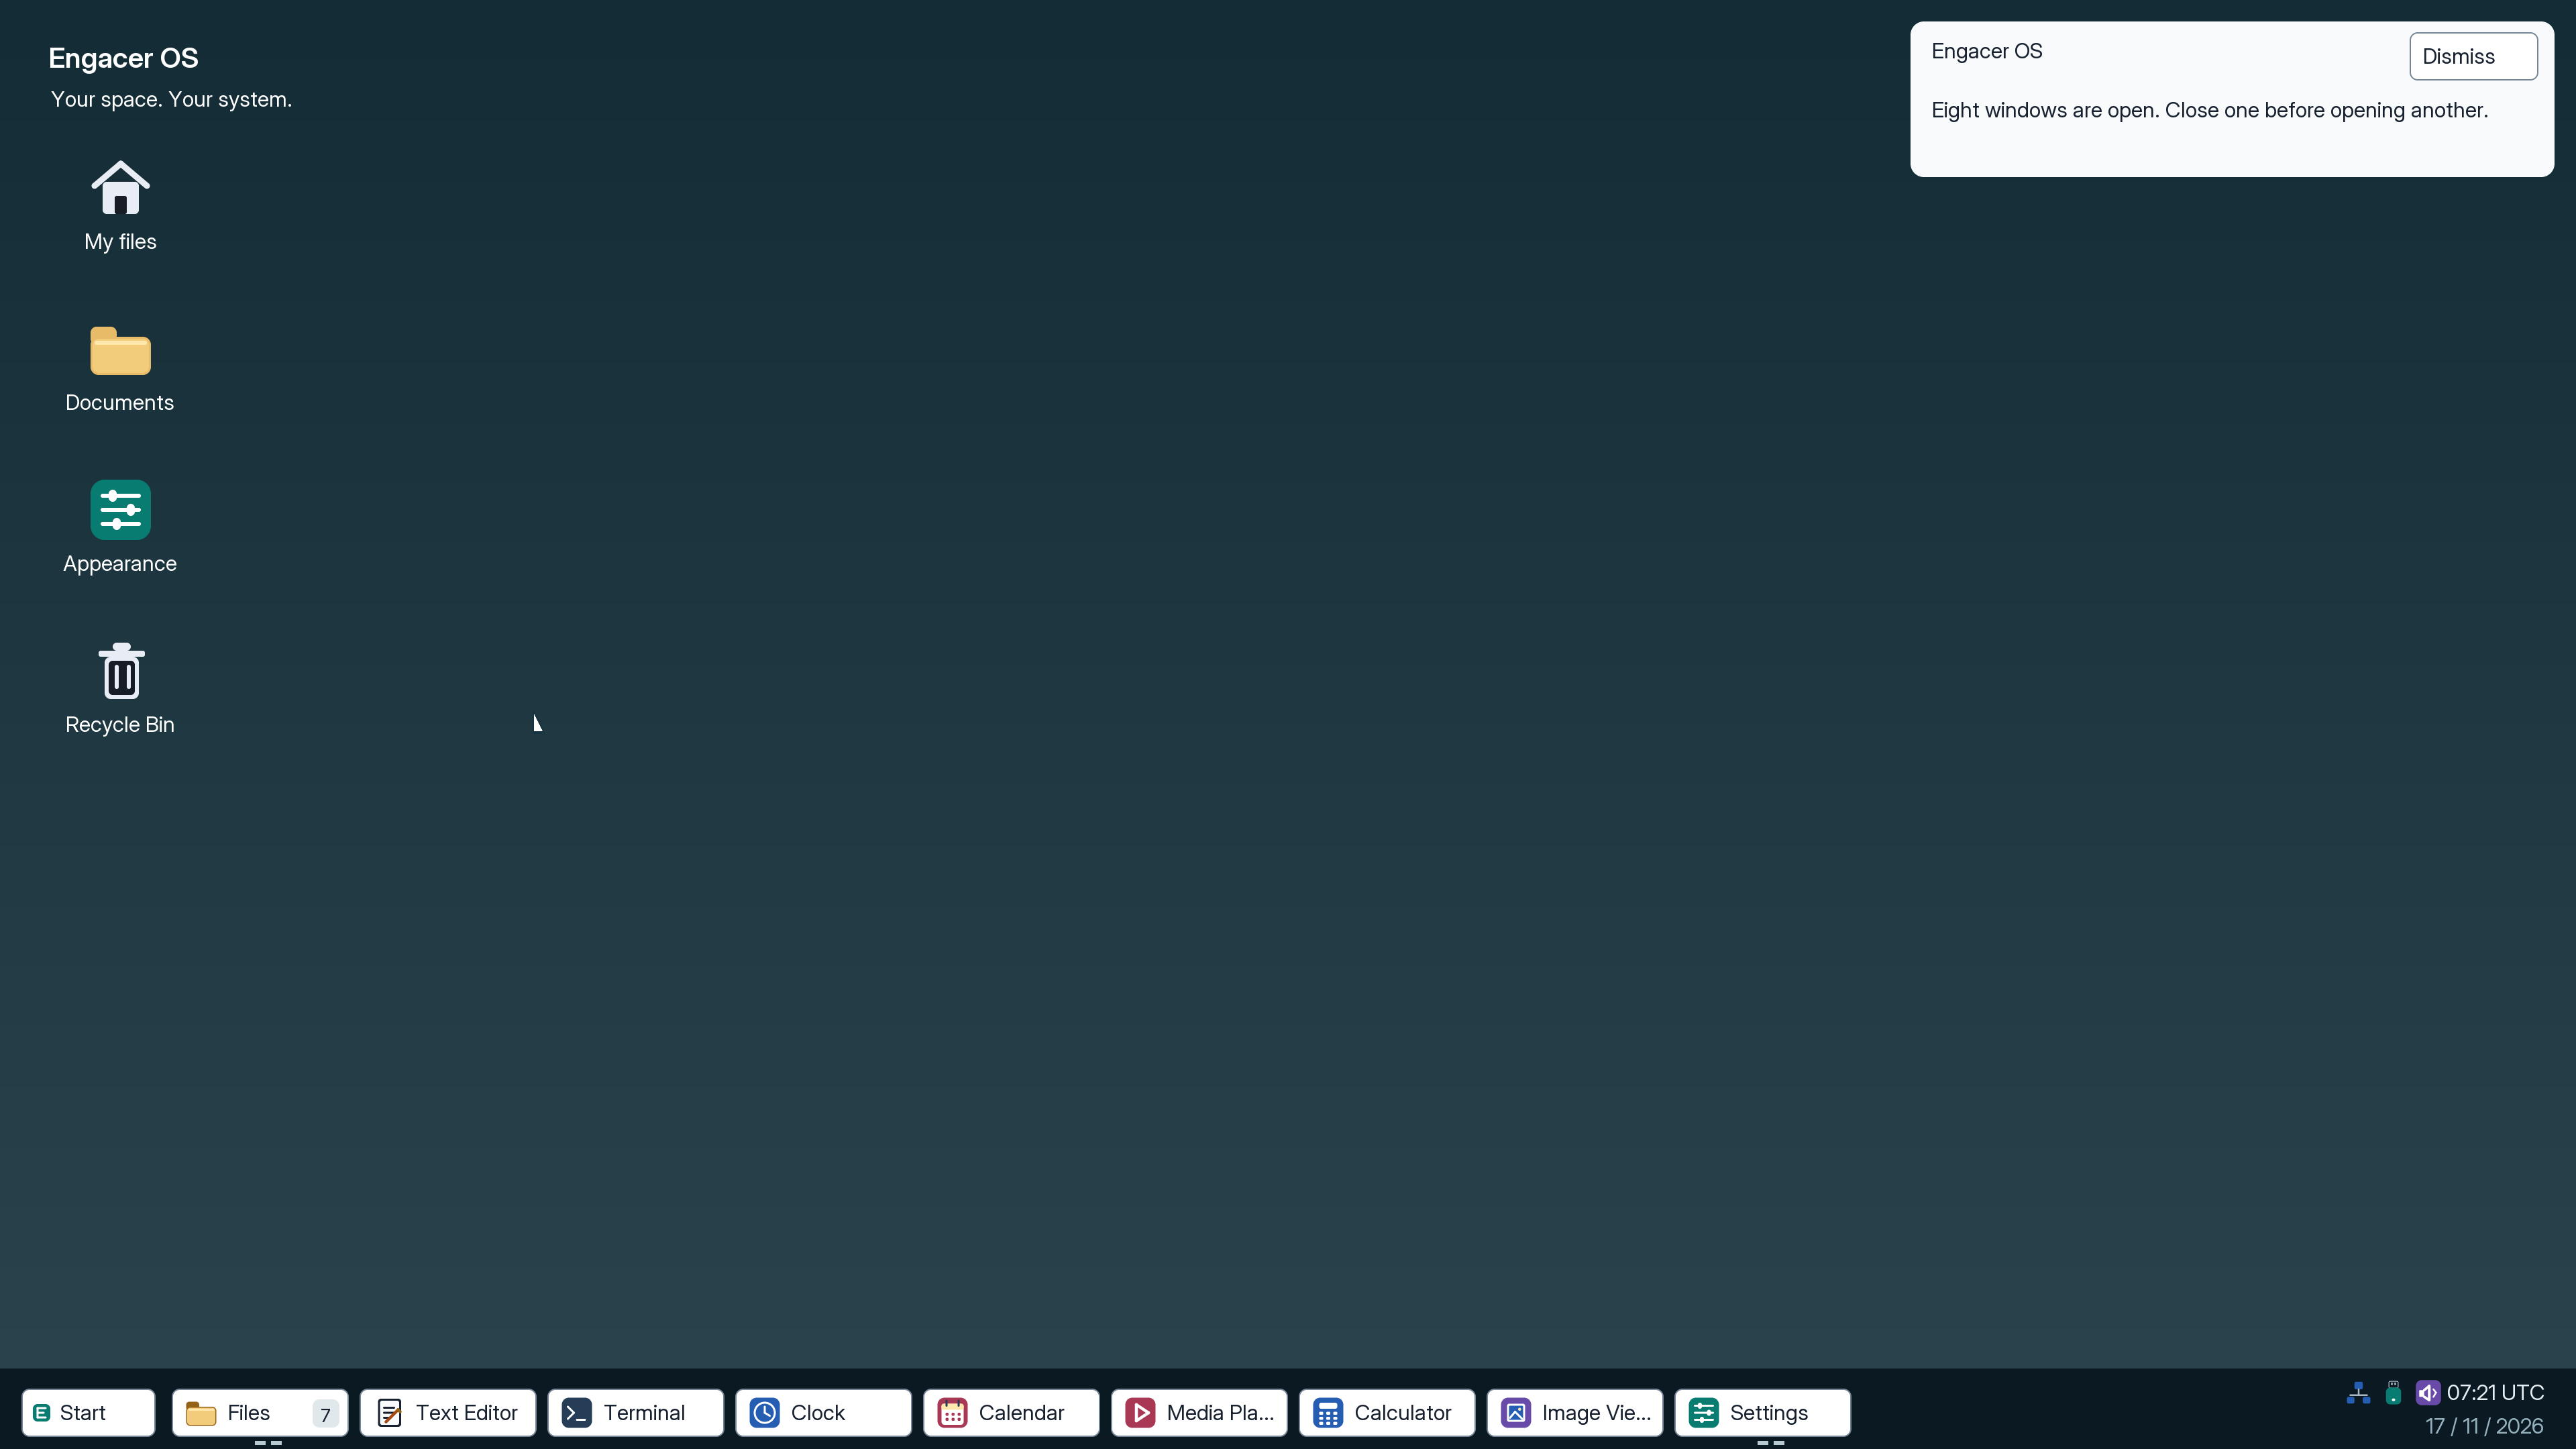 Engacer OS
Your space. Your system.
My files
Documents
Appearance
Recycle Bin
Engacer OS
Dismiss
Eight windows are open. Close one before opening another.
E Start
Files 7
Text Editor
Terminal
Clock
Calendar
Media Pla...
Calculator
Image Vie...
Settings
07:21 UTC
17 / 11 / 2026